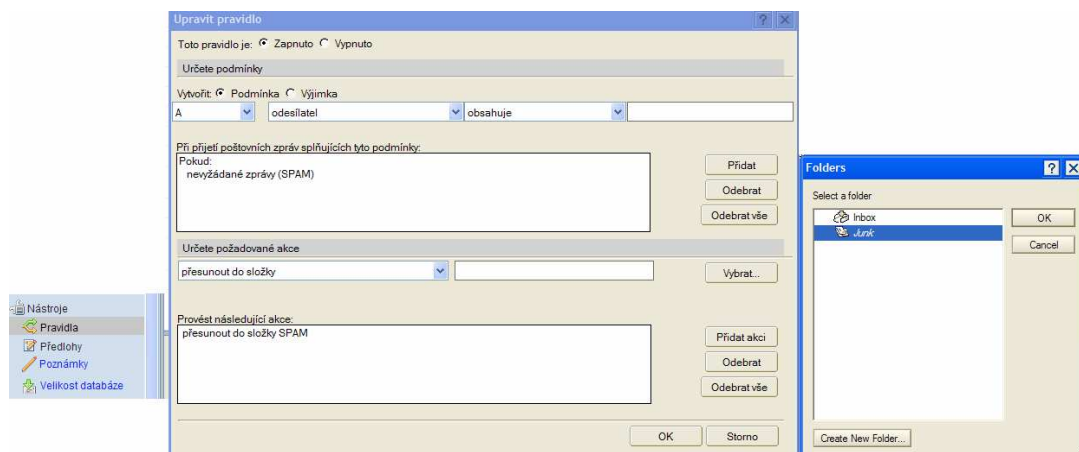 Nástroje
Pravidla
Předlohy
Poznámky
Velikost databáze
Upravit pravidlo
Toto pravidlo je: Zapnuto Vypnuto
Určete podmínky
Vytvořit: Podmínka Výjimka
A odesílatel obsahuje
Při přijetí poštovních zpráv splňujících tyto podmínky:
Pokud:
nevyžádané zprávy (SPAM)
Přidat
Odebrat
Odebrat vše
Určete požadované akce
přesunout do složky
Vybrat...
Provést následující akce:
přesunout do složky SPAM
Přidat akci
Odebrat
Odebrat vše
OK Storno
Folders
Select a folder
Inbox
Junk
OK
Cancel
Create New Folder...